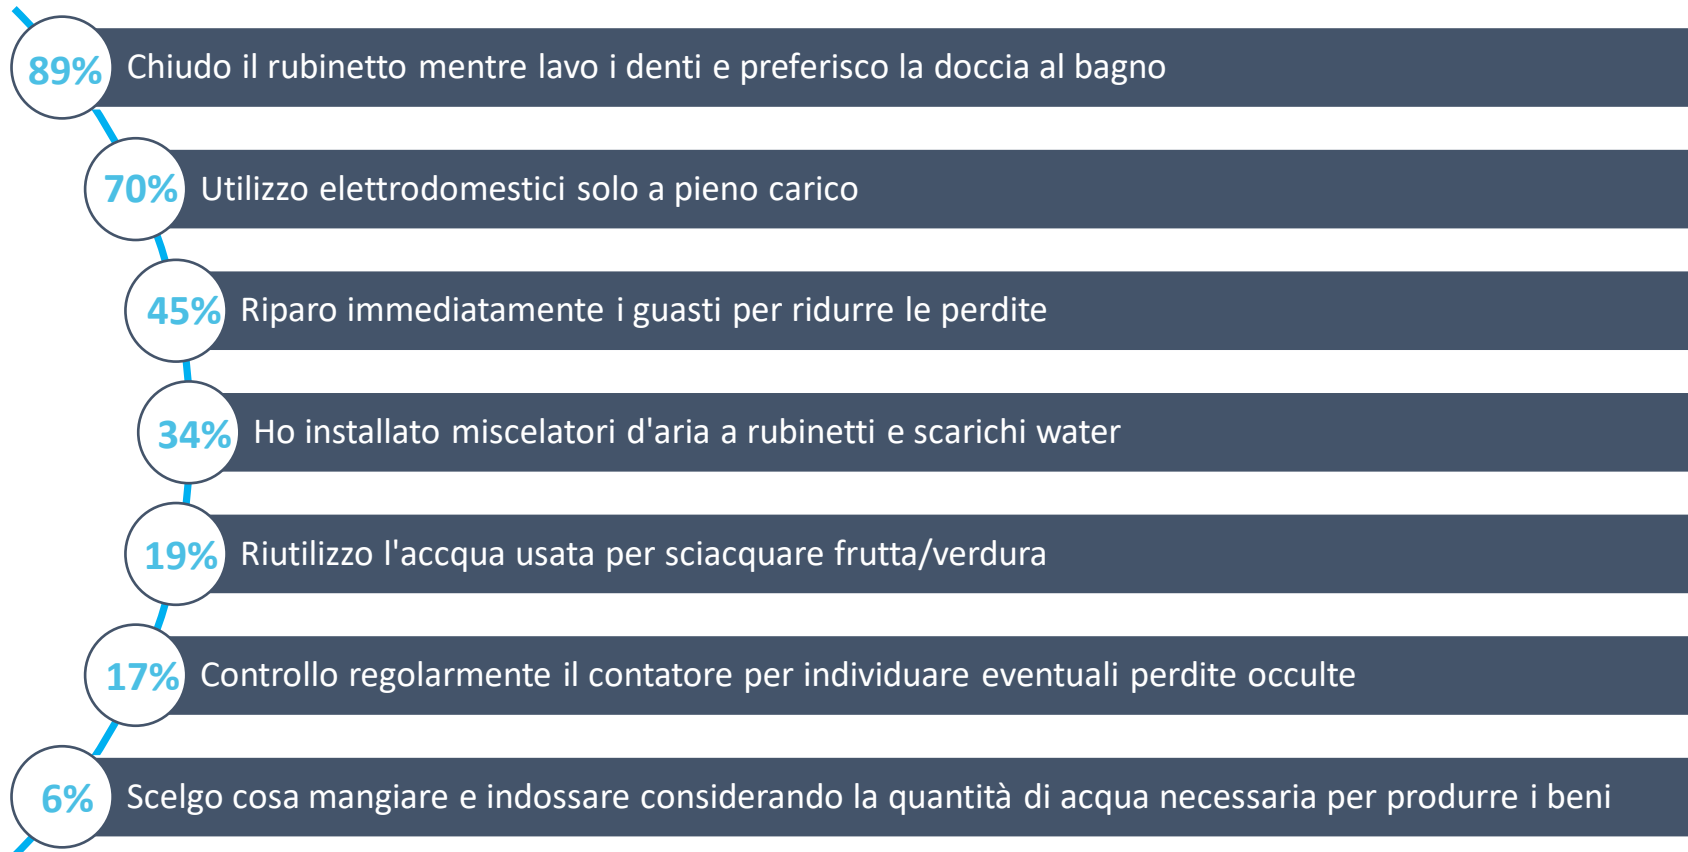 89% Chiudo il rubinetto mentre lavo i denti e preferisco la doccia al bagno
70% Utilizzo elettrodomestici solo a pieno carico
45% Riparo immediatamente i guasti per ridurre le perdite
34% Ho installato miscelatori d'aria a rubinetti e scarichi water
19% Riutilizzo l'accqua usata per sciacquare frutta/verdura
17% Controllo regolarmente il contatore per individuare eventuali perdite occulte
6% Scelgo cosa mangiare e indossare considerando la quantità di acqua necessaria per produrre i beni